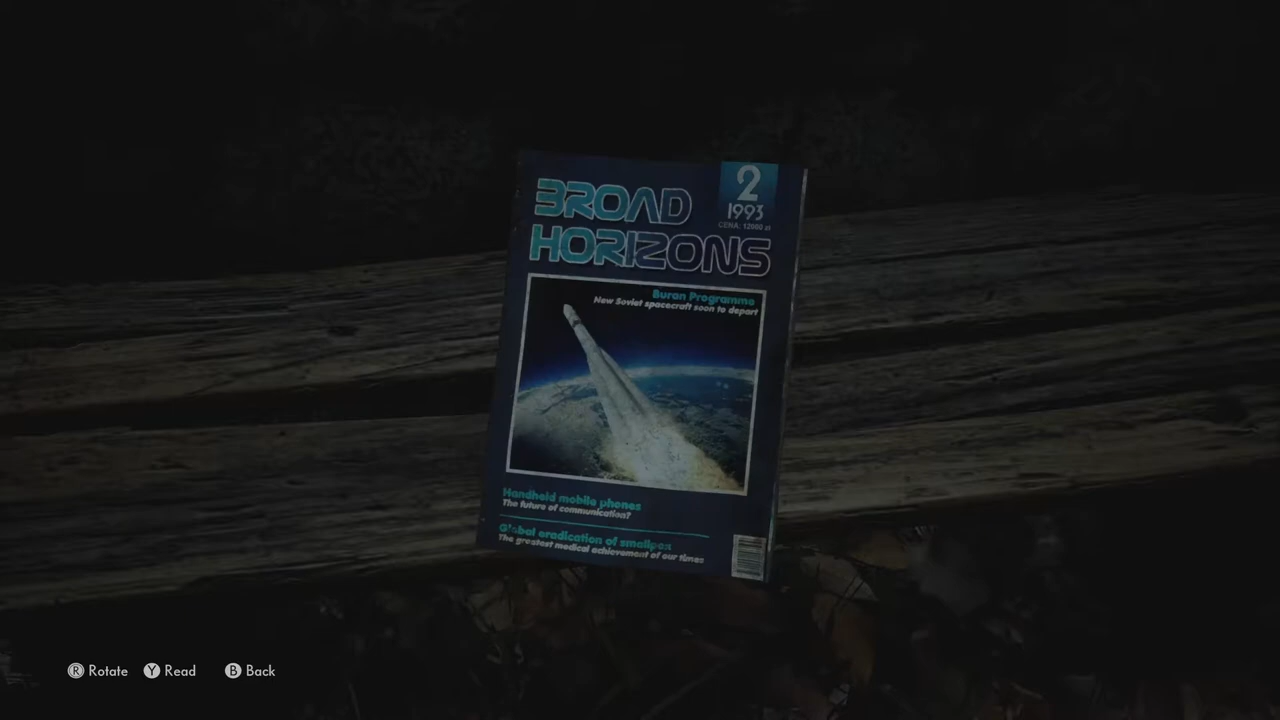 BROAD
HORIZONS
2
1993
CENA: 12000 zł
Buran Programme
New Soviet spacecraft soon to depart
Handheld mobile phones
The future of communication?
Global eradication of smallpox
The greatest medical achievement of our times
R Rotate Y Read B Back